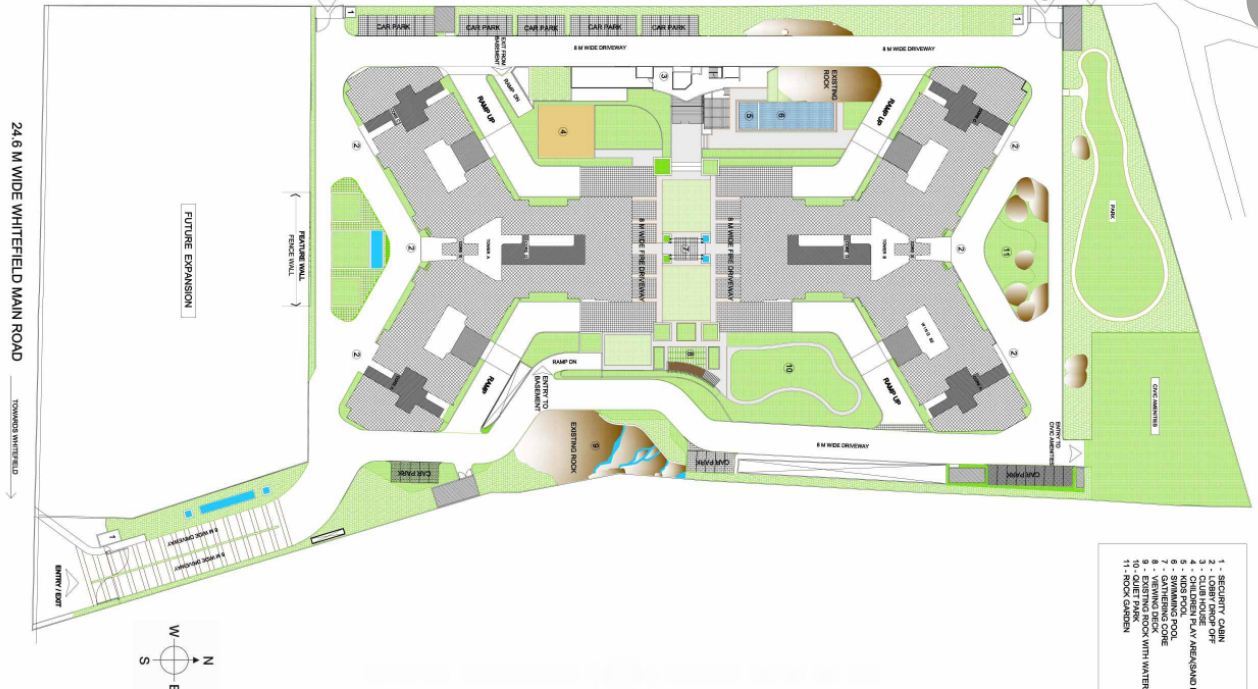 1
1
CAR PARK
CAR PARK
CAR PARK
CAR PARK
CAR PARK
8 M WIDE DRIVEWAY
8 M WIDE DRIVEWAY
EXIT FROM
BASEMENT
RAMP DN
RAMP UP
3
EXISTING
ROCK
RAMP UP
4
5
6
2
2
PARK
24.6 M WIDE WHITEFIELD MAIN ROAD
TOWARDS WHITEFIELD
FUTURE EXPANSION
FEATURE WALL
FENCE WALL
2
TOWER A
8 M WIDE FIRE DRIVEWAY
7
8 M WIDE FIRE DRIVEWAY
TOWER B
2
11
2
2
RAMP DN
RAMP
ENTRY TO
BASEMENT
8
10
RAMP UP
CIVIC AMENITIES
ENTRY TO
CIVIC AMENITIES
8 M WIDE DRIVEWAY
EXISTING ROCK
9
CAR PARK
CAR PARK
CAR PARK
1
8 M WIDE DRIVEWAY
8 M WIDE DRIVEWAY
ENTRY / EXIT
W
N
S
E
1 - SECURITY CABIN
2 - LOBBY DROP OFF
3 - CLUB HOUSE
4 - CHILDREN PLAY AREA(SAND
5 - KIDS POOL
6 - SWIMMING POOL
7 - GATHERING CORE
8 - VIEWING DECK
9 - EXISTING ROCK WITH WATER
10 - QUIET PARK
11 - ROCK GARDEN